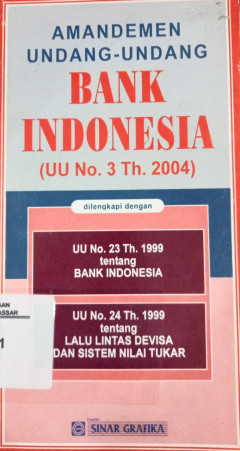 AMANDEMEN
UNDANG-UNDANG
BANK
INDONESIA
(UU No. 3 Th. 2004)
dilengkapi dengan
UU No. 23 Th. 1999
tentang
BANK INDONESIA
UU No. 24 Th. 1999
tentang
LALU LINTAS DEVISA
DAN SISTEM NILAI TUKAR
SINAR GRAFIKA